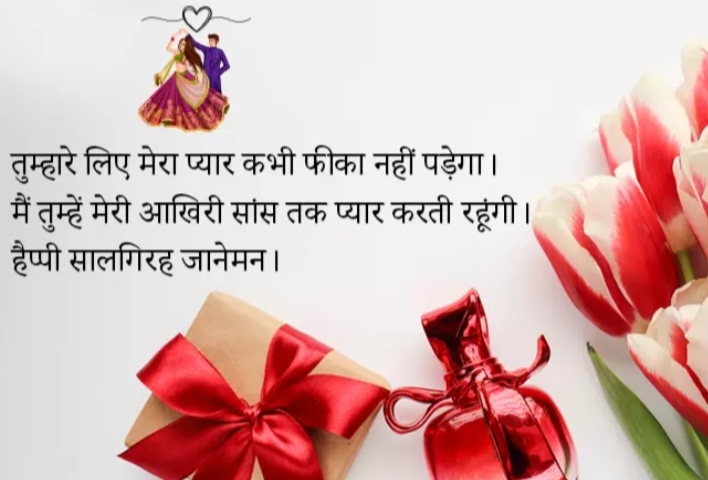 तुम्हारे लिए मेरा प्यार कभी फीका नहीं पड़ेगा।
मैं तुम्हें मेरी आखिरी सांस तक प्यार करती रहूंगी।
हैप्पी सालगिरह जानेमन।